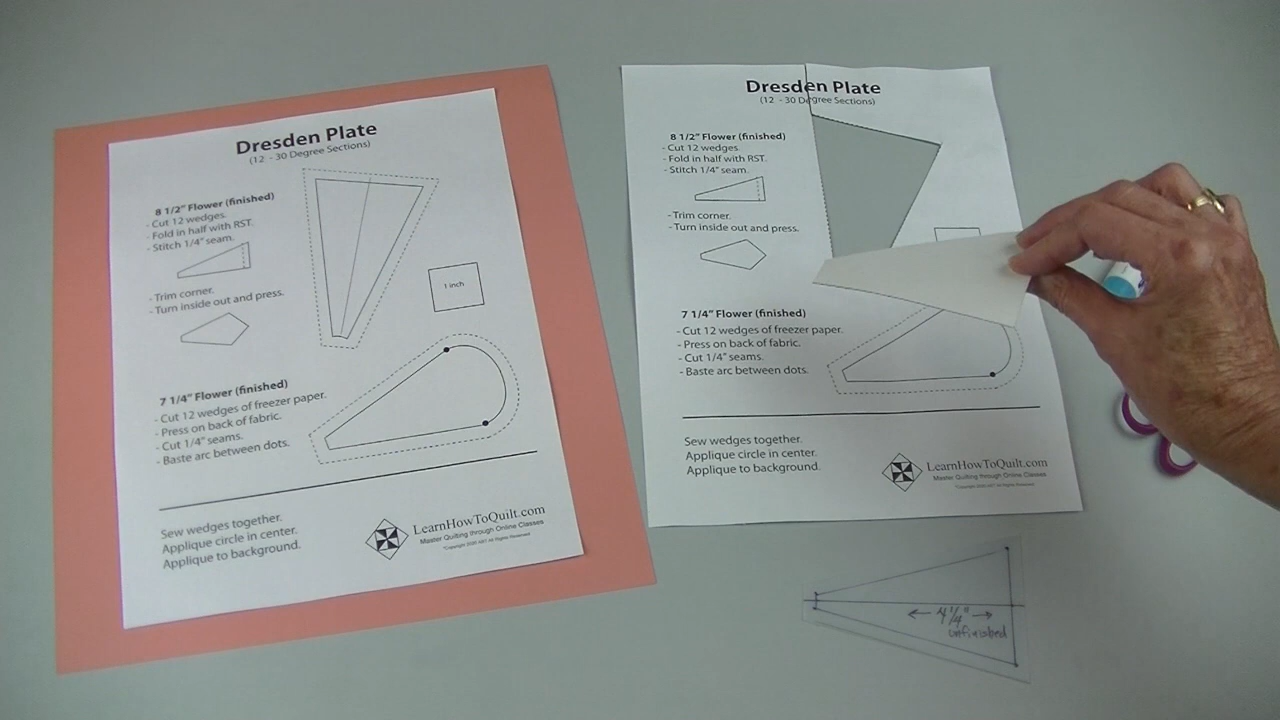 Dresden Plate
(12 - 30 Degree Sections)
8 1/2" Flower (finished)
- Cut 12 wedges.
- Fold in half with RST.
- Stitch 1/4" seam.
- Trim corner.
- Turn inside out and press.
1 inch
7 1/4" Flower (finished)
- Cut 12 wedges of freezer paper.
- Press on back of fabric.
- Cut 1/4" seams.
- Baste arc between dots.
Sew wedges together.
Applique circle in center.
Applique to background.
LearnHowToQuilt.com
Master Quilting through Online Classes
Dresden Plate
(12 - 30 Degree Sections)
8 1/2" Flower (finished)
- Cut 12 wedges.
- Fold in half with RST.
- Stitch 1/4" seam.
- Trim corner.
- Turn inside out and press.
7 1/4" Flower (finished)
- Cut 12 wedges of freezer paper.
- Press on back of fabric.
- Cut 1/4" seams.
- Baste arc between dots.
Sew wedges together.
Applique circle in center.
Applique to background.
LearnHowToQuilt.com
Master Quilting through Online Classes
4 1/4"
unfinished